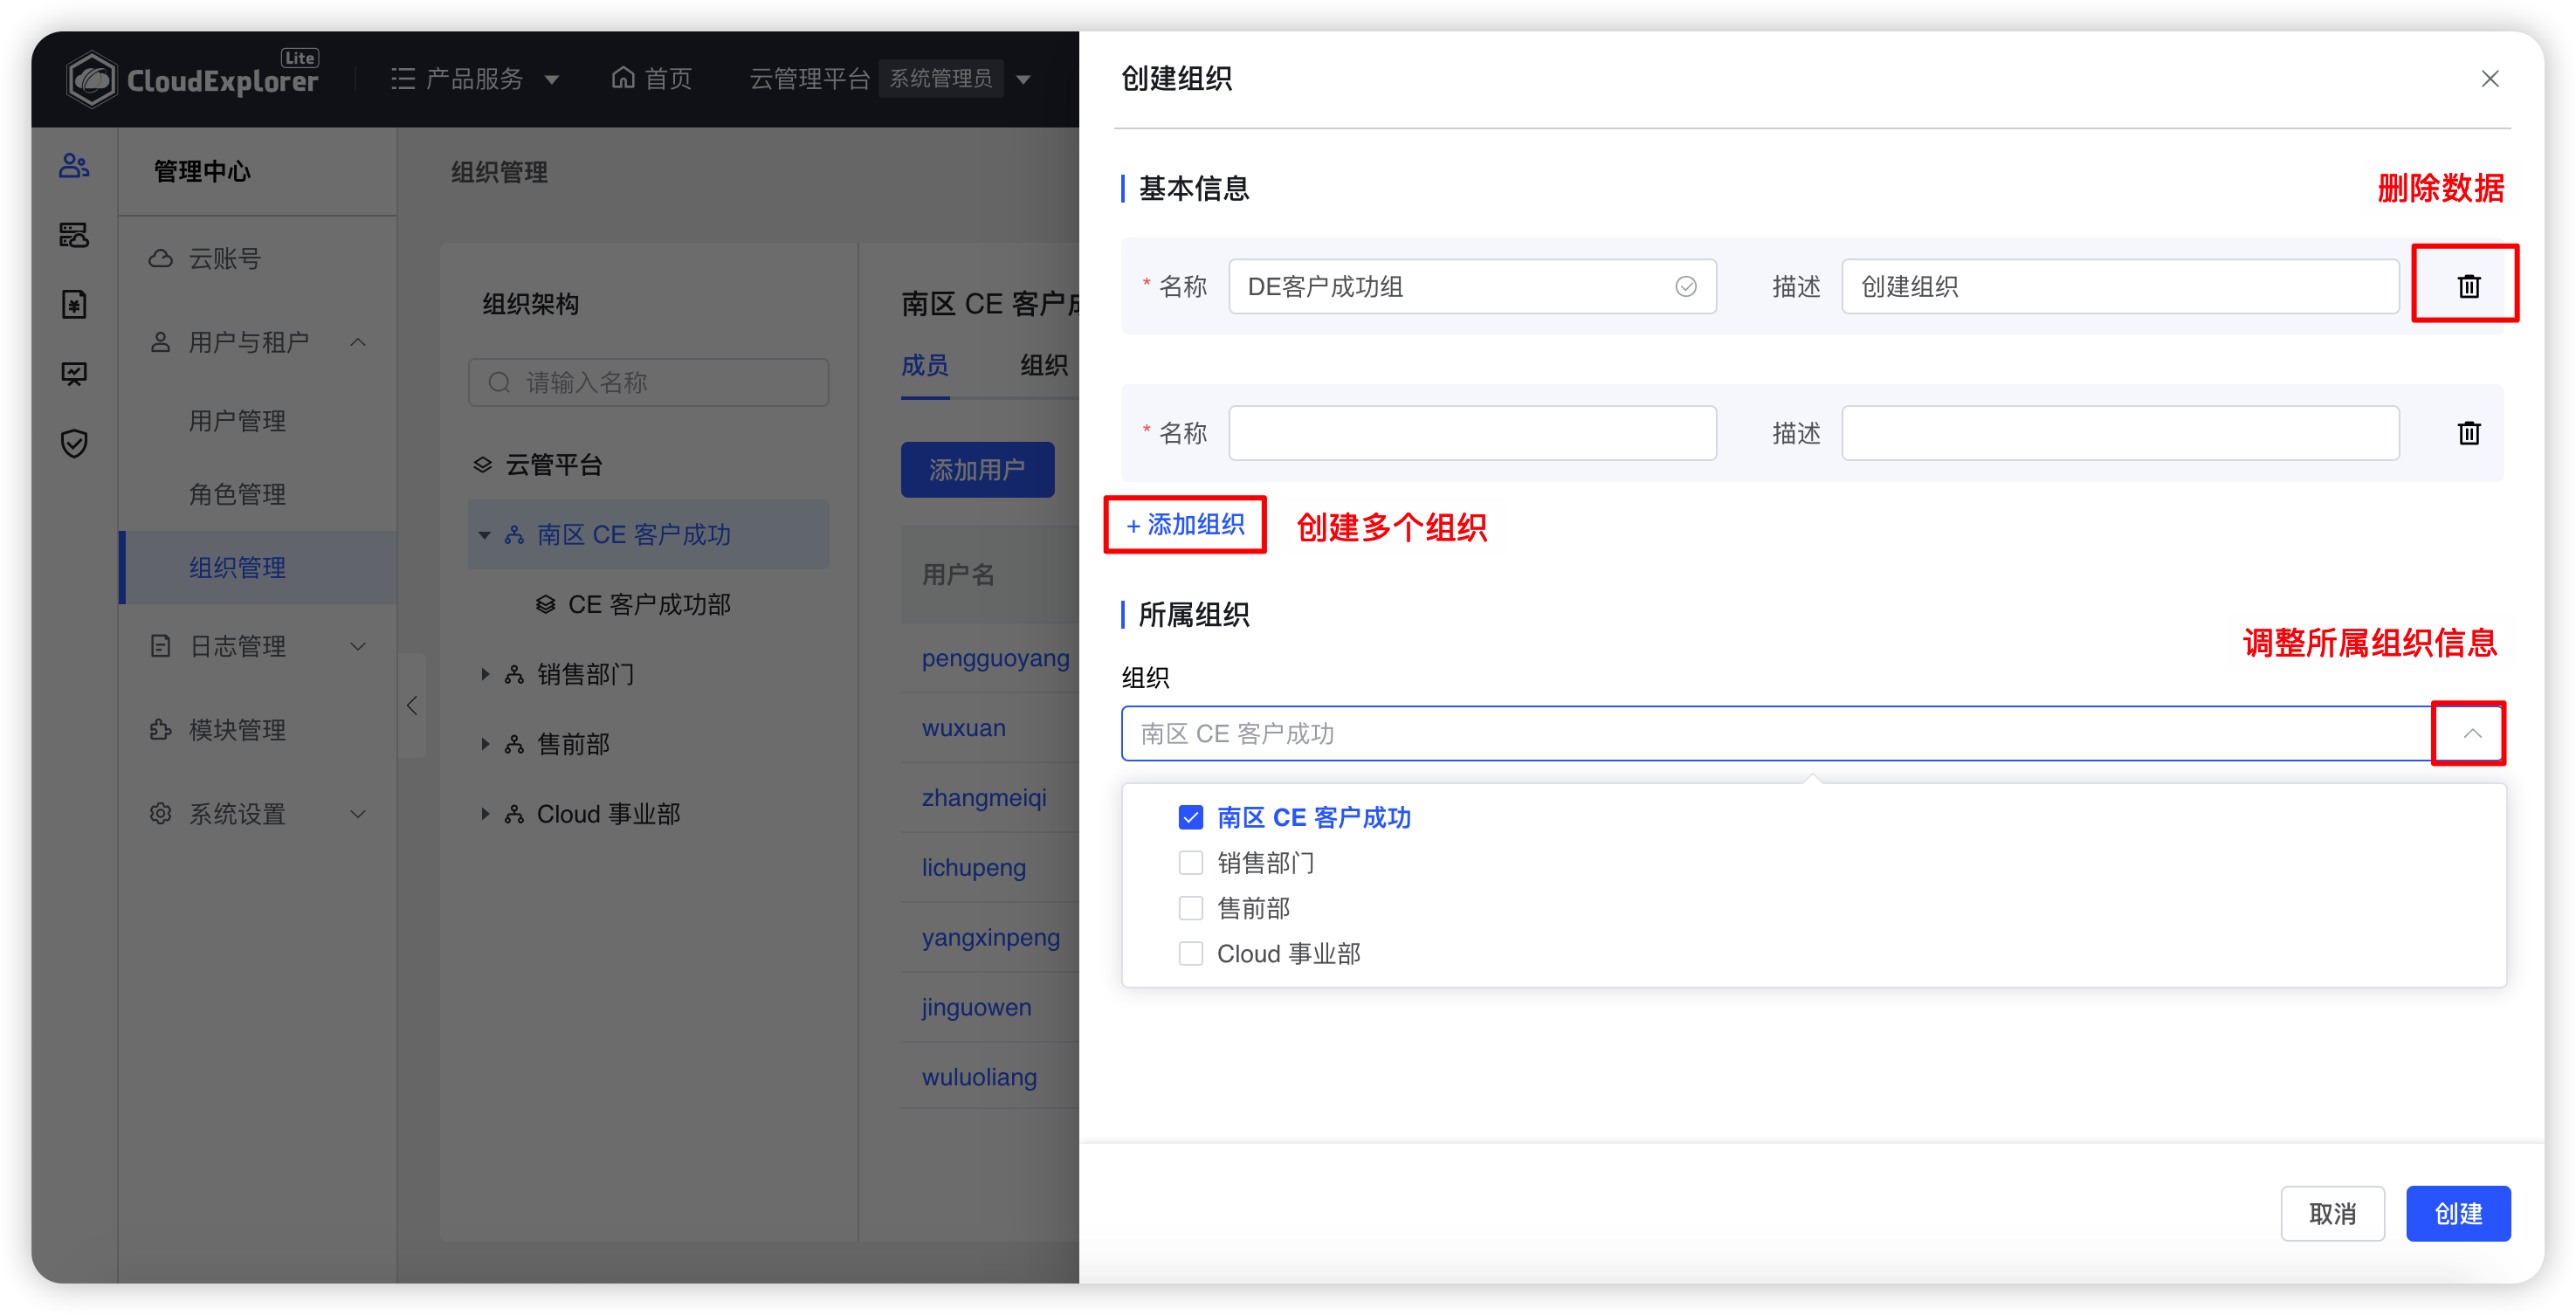 CloudExplorer Lite
产品服务
首页
云管理平台 系统管理员
管理中心
云账号
用户与租户
用户管理
角色管理
组织管理
日志管理
模块管理
系统设置
组织管理
组织架构
请输入名称
云管平台
南区 CE 客户成功
CE 客户成功部
销售部门
售前部
Cloud 事业部
南区 CE 客户成
成员 组织
添加用户
用户名
pengguoyang
wuxuan
zhangmeiqi
lichupeng
yangxinpeng
jinguowen
wuluoliang
创建组织
基本信息
删除数据
* 名称 DE客户成功组 描述 创建组织
* 名称 描述
+ 添加组织 创建多个组织
所属组织
调整所属组织信息
组织
南区 CE 客户成功
南区 CE 客户成功
销售部门
售前部
Cloud 事业部
取消 创建